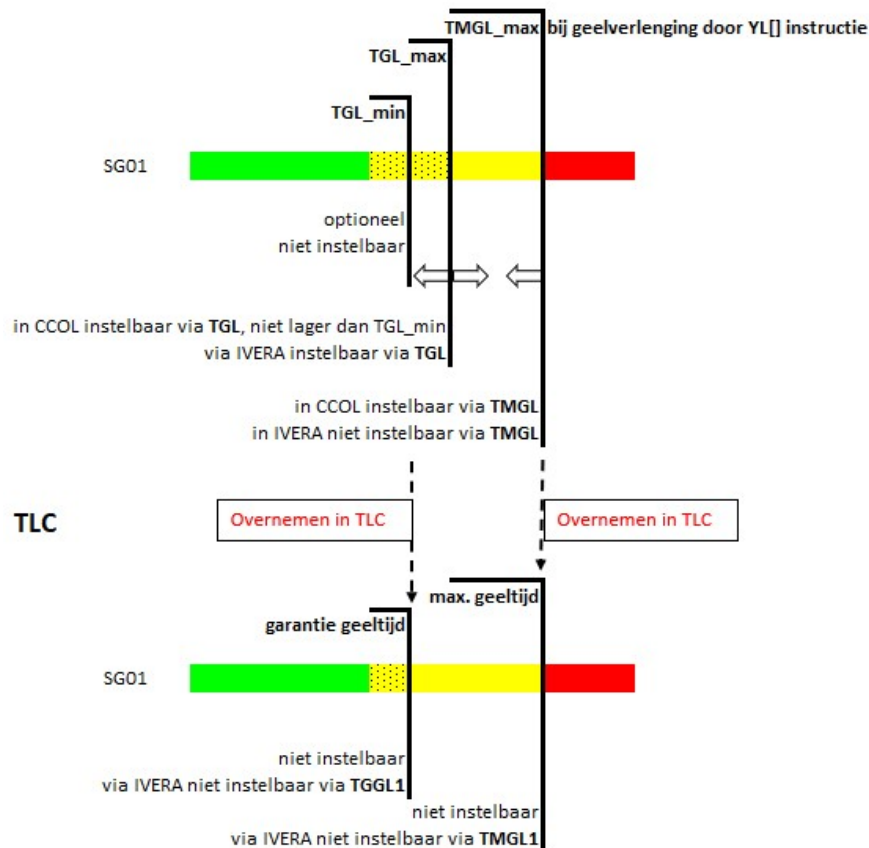 TMGL_max bij geelverlenging door YL[] instructie
TGL_max
TGL_min
SG01
optioneel
niet instelbaar
in CCOL instelbaar via TGL, niet lager dan TGL_min
via IVERA instelbaar via TGL
in CCOL instelbaar via TMGL
in IVERA niet instelbaar via TMGL
TLC
Overnemen in TLC
Overnemen in TLC
max. geeltijd
garantie geeltijd
SG01
niet instelbaar
via IVERA niet instelbaar via TGGL1
niet instelbaar
via IVERA niet instelbaar via TMGL1